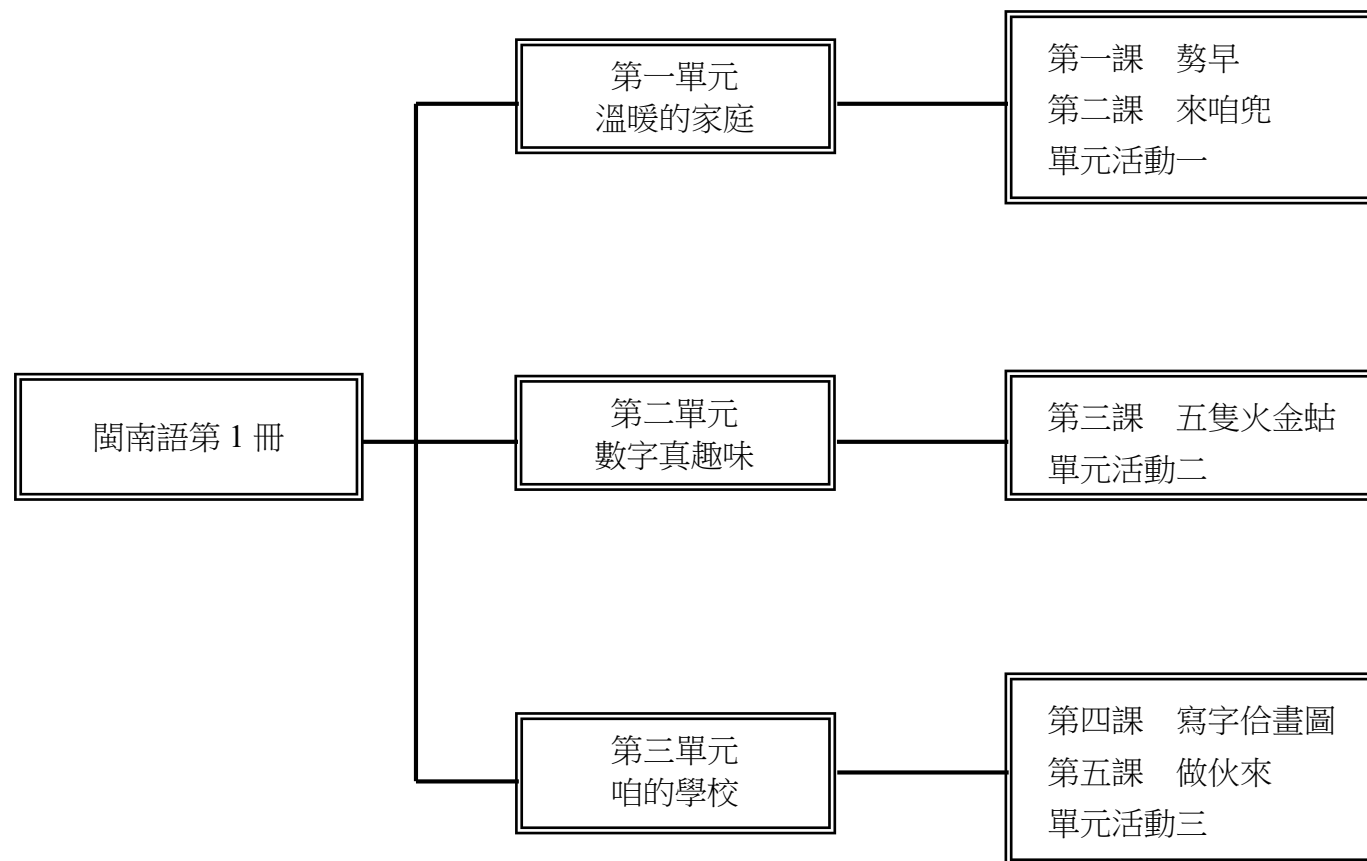 閩南語第 1 冊
第一單元
溫暖的家庭
第一課　勢早
第二課　來咱兜
單元活動一
第二單元
數字真趣味
第三課　五隻火金蛄
單元活動二
第三單元
咱的學校
第四課　寫字佮畫圖
第五課　做伙來
單元活動三